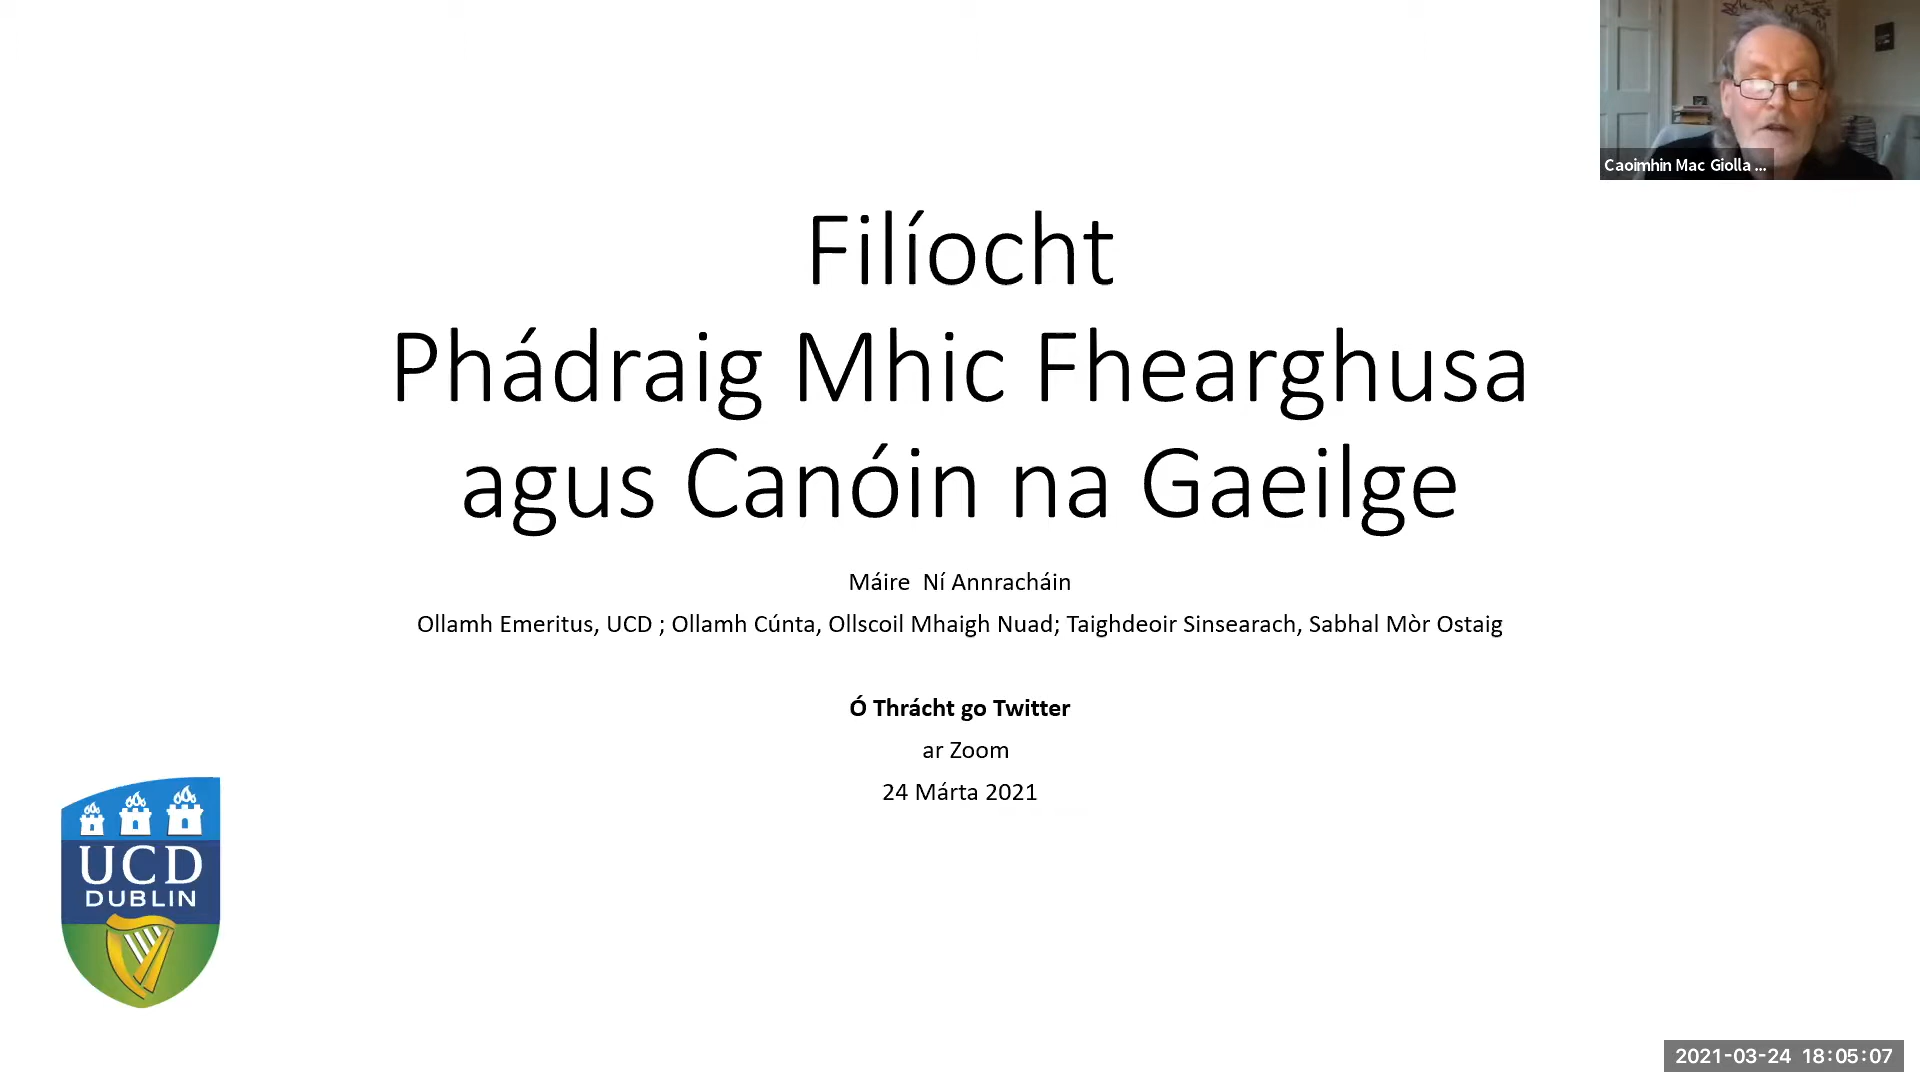 Caoimhin Mac Giolla ...
Filíocht
Phádraig Mhic Fhearghusa
agus Canóin na Gaeilge
Máire Ní Annracháin
Ollamh Emeritus, UCD ; Ollamh Cúnta, Ollscoil Mhaigh Nuad; Taighdeoir Sinsearach, Sabhal Mòr Ostaig
Ó Thrácht go Twitter
ar Zoom
24 Márta 2021
UCD
DUBLIN
2021-03-24 18:05:07